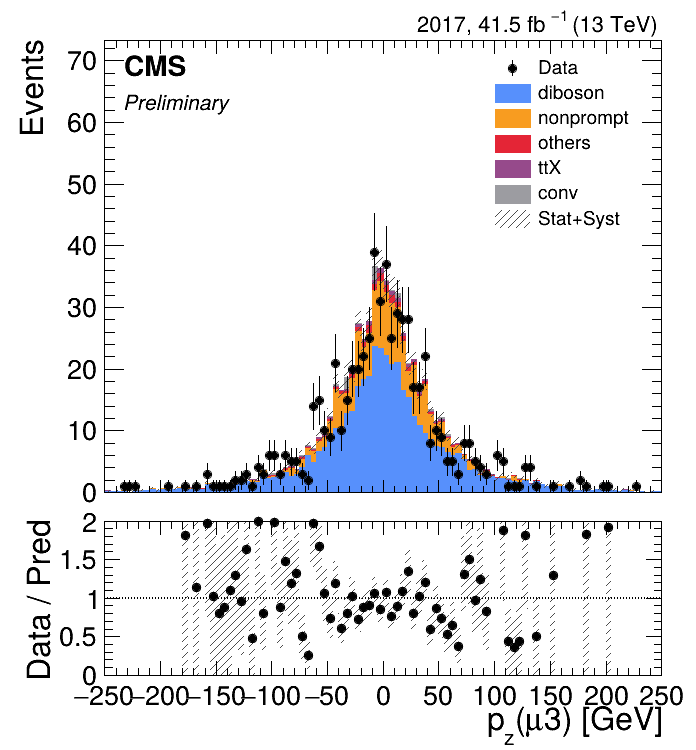 2017, 41.5 fb⁻¹ (13 TeV)
Events
70
60
50
40
30
20
10
0
CMS
Preliminary
Data
diboson
nonprompt
others
ttX
conv
Stat+Syst
Data / Pred
2
1.5
1
0.5
0
−250 −200 −150 −100 −50 0 50 100 150 200 250
p_z(μ3) [GeV]